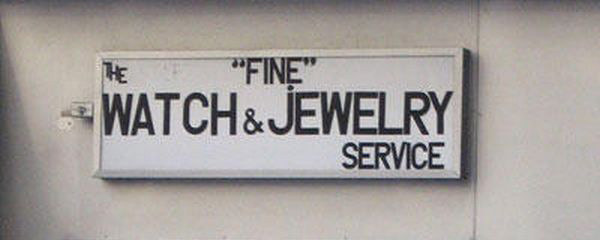 THE “FINE”
WATCH & JEWELRY
SERVICE